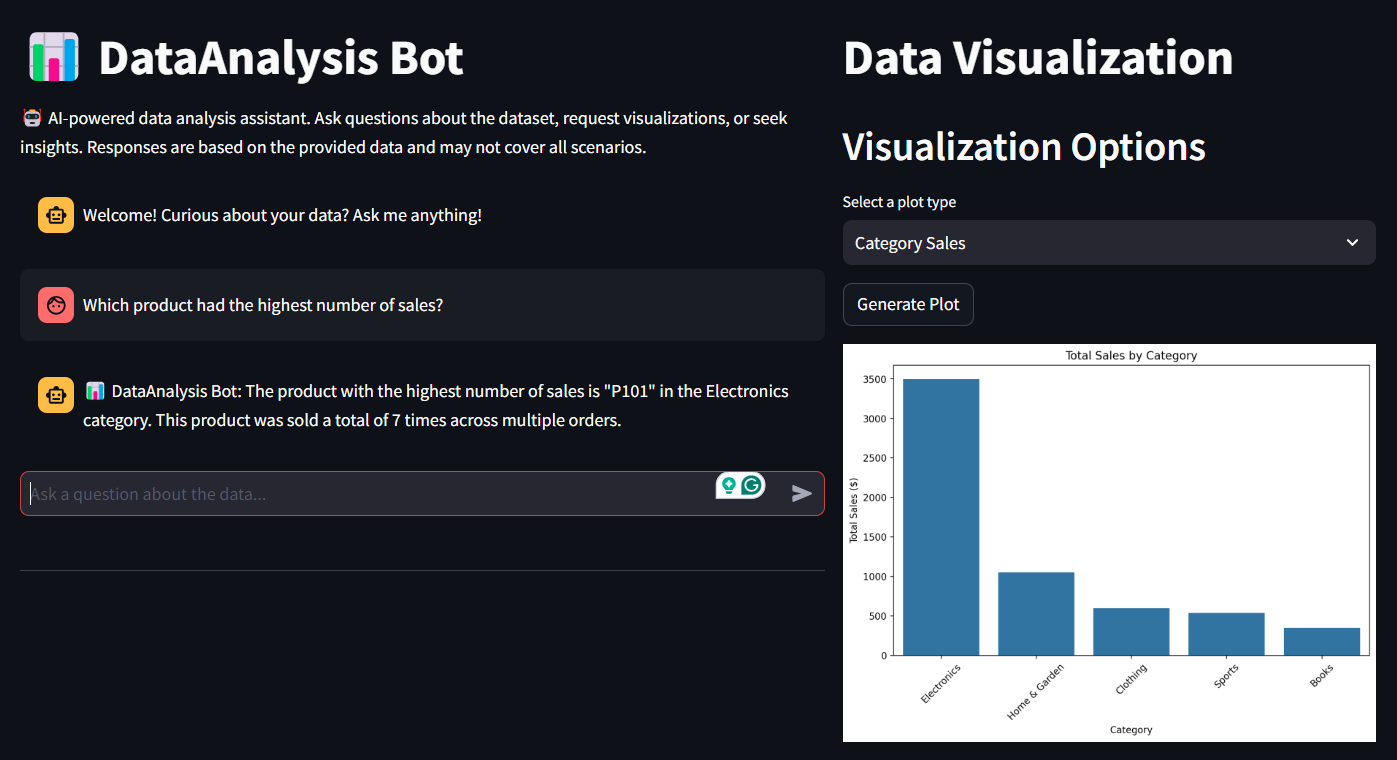 DataAnalysis Bot
AI-powered data analysis assistant. Ask questions about the dataset, request visualizations, or seek
insights. Responses are based on the provided data and may not cover all scenarios.
Welcome! Curious about your data? Ask me anything!
Which product had the highest number of sales?
DataAnalysis Bot: The product with the highest number of sales is "P101" in the Electronics
category. This product was sold a total of 7 times across multiple orders.
Ask a question about the data...
Data Visualization
Visualization Options
Select a plot type
Category Sales
Generate Plot
Total Sales by Category
Total Sales ($)
3500
3000
2500
2000
1500
1000
500
0
Electronics
Home & Garden
Clothing
Sports
Books
Category